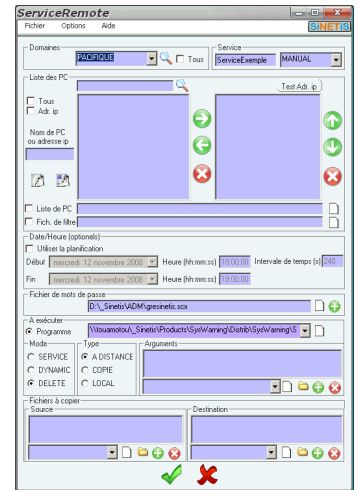 ServiceRemote
Fichier Options Aide
SiNETiS
Domaines
PACIFIQUE
Tous
Service
ServiceExemple
MANUAL
Liste des PC
Test Adr. ip
Tous
Adr. ip
Nom de PC
ou adresse ip
Liste de PC
Fich. de filtre
Date/Heure (optionels)
Utiliser la planification
Début mercredi 12 novembre 2008 Heure (hh:mm:ss) 18:00:00 Intervale de temps (s) 240
Fin mercredi 12 novembre 2008 Heure (hh:mm:ss) 19:00:00
Fichier de mots de passe
D:\_Sinetis\ADM\gresinetis.scx
A exécuter
Programme \\touamotou\_Sinetis\Products\SysWarning\Distrib\SysWarning\S
Mode
SERVICE
DYNAMIC
DELETE
Type
A DISTANCE
COPIE
LOCAL
Arguments
Fichiers à copier
Source
Destination